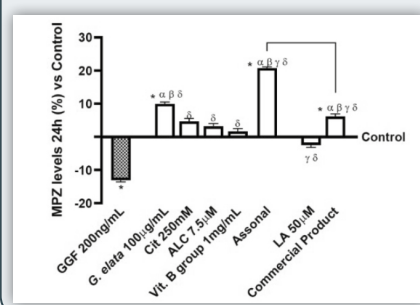 MPZ levels 24h (%) vs Control
30
20
10
0
-10
-20
* α β δ
δ
δ
δ
* α β γ δ
* α β γ δ
Control
*
γ δ
GGF 200ng/mL
G. elata 100μg/mL
Cit 250mM
ALC 7.5μM
Vit. B group 1mg/mL
Assonal
LA 50μM
Commercial Product